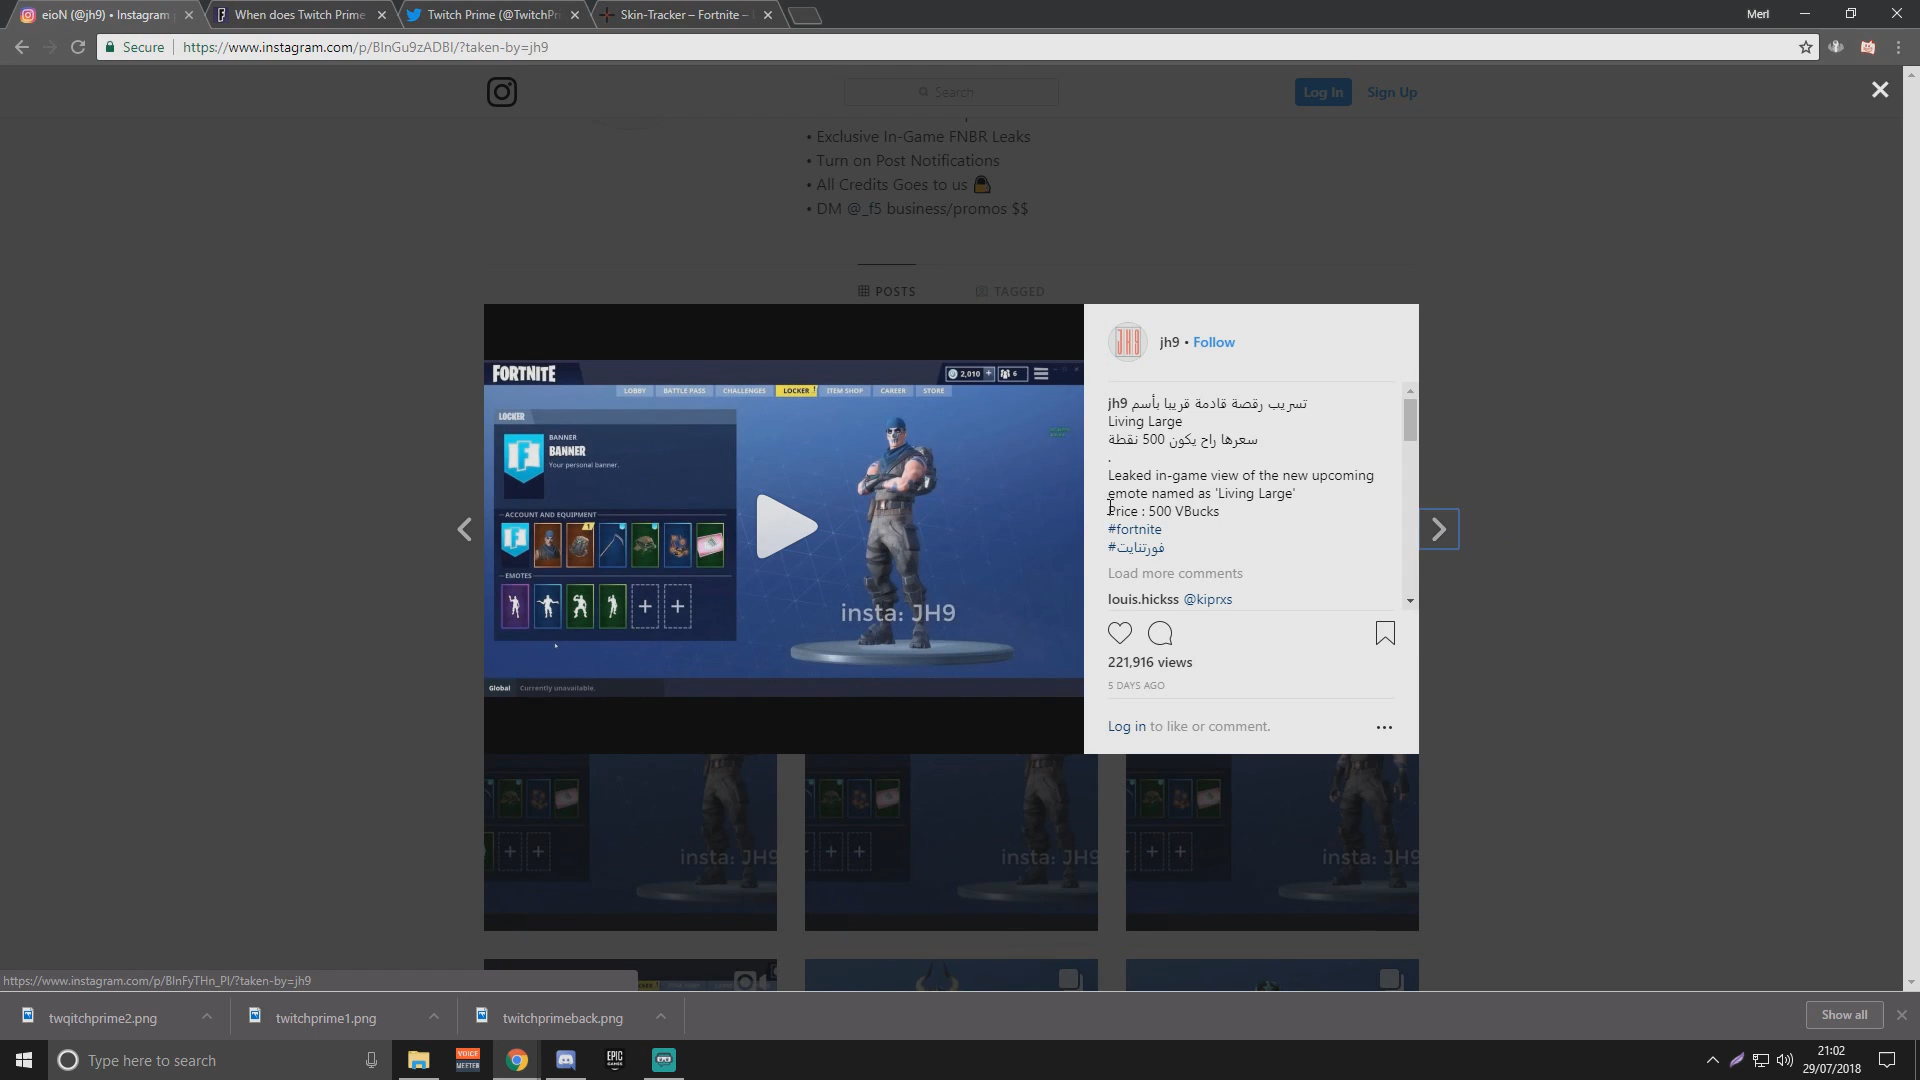 eioN (@jh9) • Instagram
When does Twitch Prime
Twitch Prime (@TwitchPr
Skin-Tracker – Fortnite –
Merl
Secure
https://www.instagram.com/p/BlnGu9zADBl/?taken-by=jh9
Search
Log In
Sign Up
• Exclusive In-Game FNBR Leaks
• Turn on Post Notifications
• All Credits Goes to us
• DM @_f5 business/promos $$
POSTS
TAGGED
FORTNITE
2,010
6
LOBBY
BATTLE PASS
CHALLENGES
LOCKER
ITEM SHOP
CAREER
STORE
LOCKER
BANNER
BANNER
Your personal banner.
ACCOUNT AND EQUIPMENT
EMOTES
insta: JH9
Global
Currently unavailable.
jh9 • Follow
jh9 تسريب رقصة قادمة قريبا بأسم
Living Large
سعرها راح يكون 500 نقطة
.
Leaked in-game view of the new upcoming
emote named as 'Living Large'
Price : 500 VBucks
#fortnite
#فورتنايت
Load more comments
louis.hickss @kiprxs
221,916 views
5 DAYS AGO
Log in to like or comment.
insta: JH9
insta: JH9
insta: JH9
https://www.instagram.com/p/BlnFyTHn_Pl/?taken-by=jh9
twqitchprime2.png
twitchprime1.png
twitchprimeback.png
Show all
Type here to search
VOICE
MEETER
EPIC
GAMES
21:02
29/07/2018